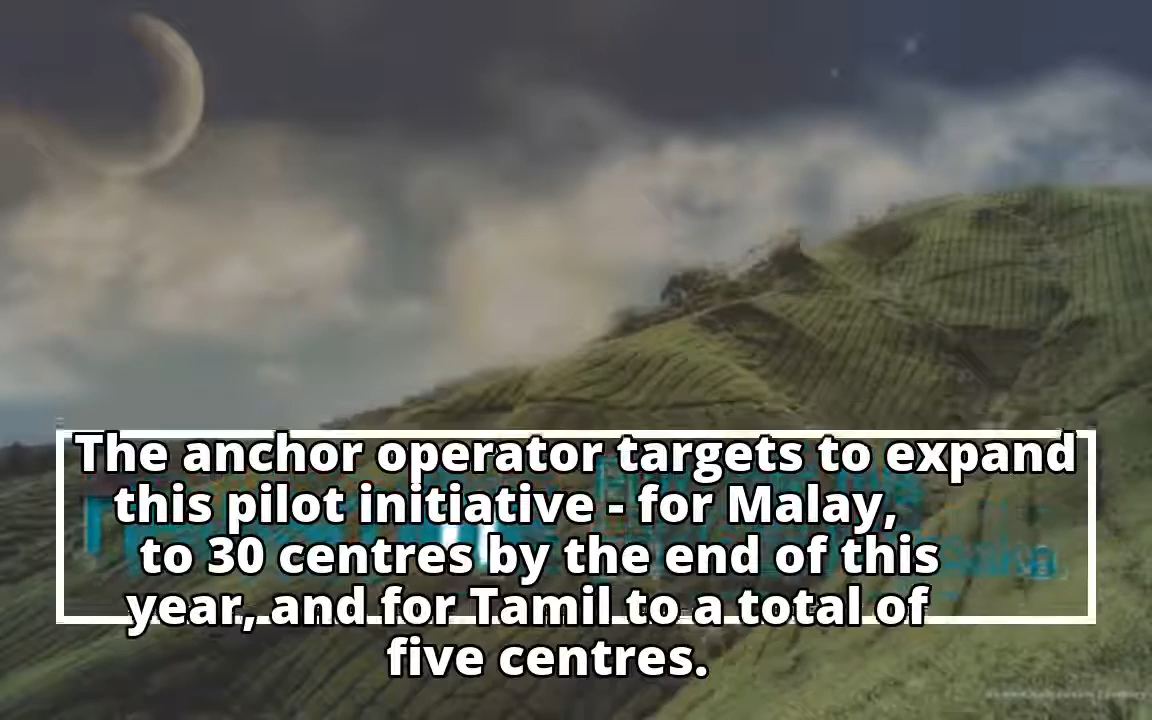 The anchor operator targets to expand
this pilot initiative - for Malay,
to 30 centres by the end of this
year, and for Tamil to a total of
five centres.